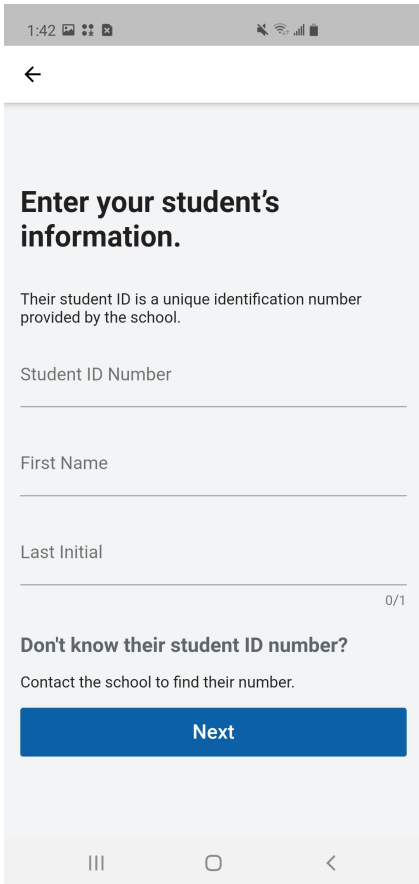 1:42
Enter your student’s
information.
Their student ID is a unique identification number
provided by the school.
Student ID Number
First Name
Last Initial
0/1
Don't know their student ID number?
Contact the school to find their number.
Next